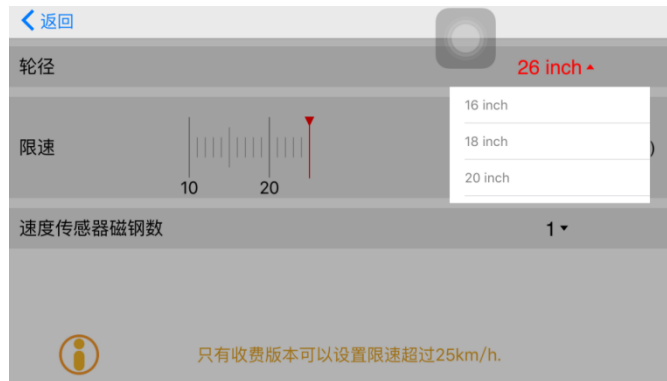 返回
轮径 26 inch
16 inch
限速
18 inch
)
20 inch
10 20
速度传感器磁钢数 1
只有收费版本可以设置限速超过25km/h.